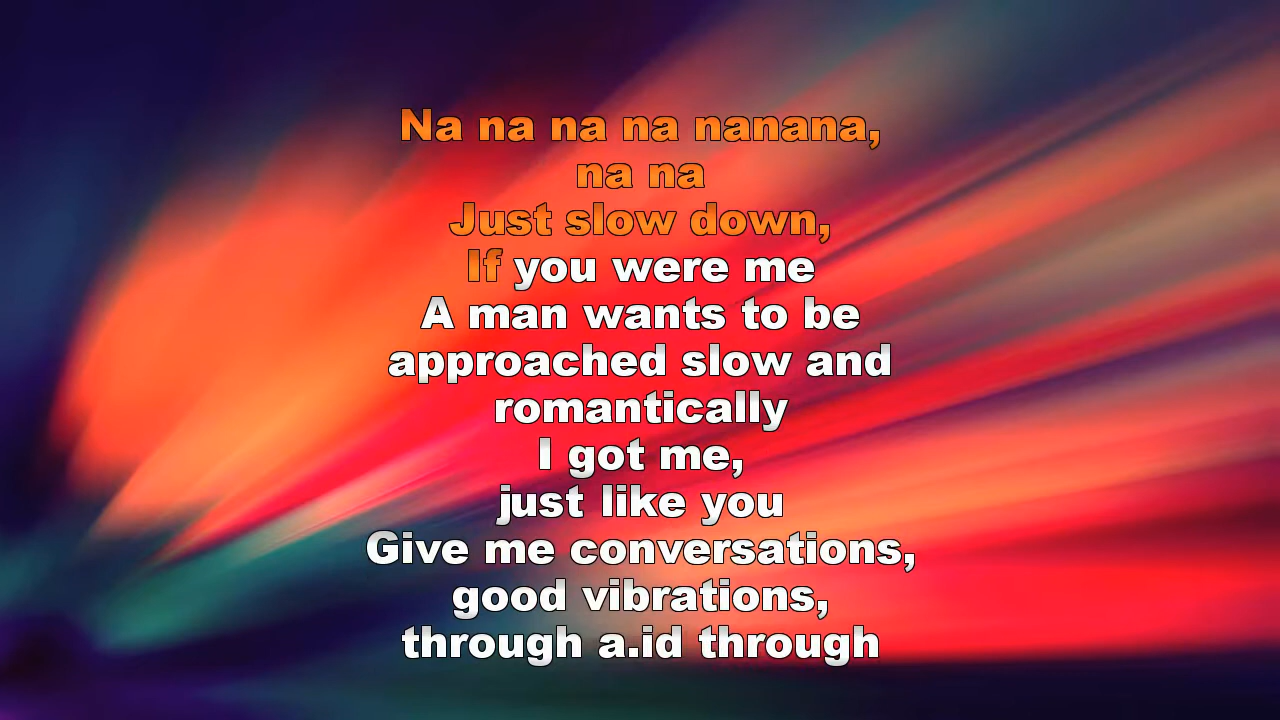 Na na na na nanana,
na na
Just slow down,
If you were me
A man wants to be
approached slow and
romantically
I got me,
just like you
Give me conversations,
good vibrations,
through a.id through